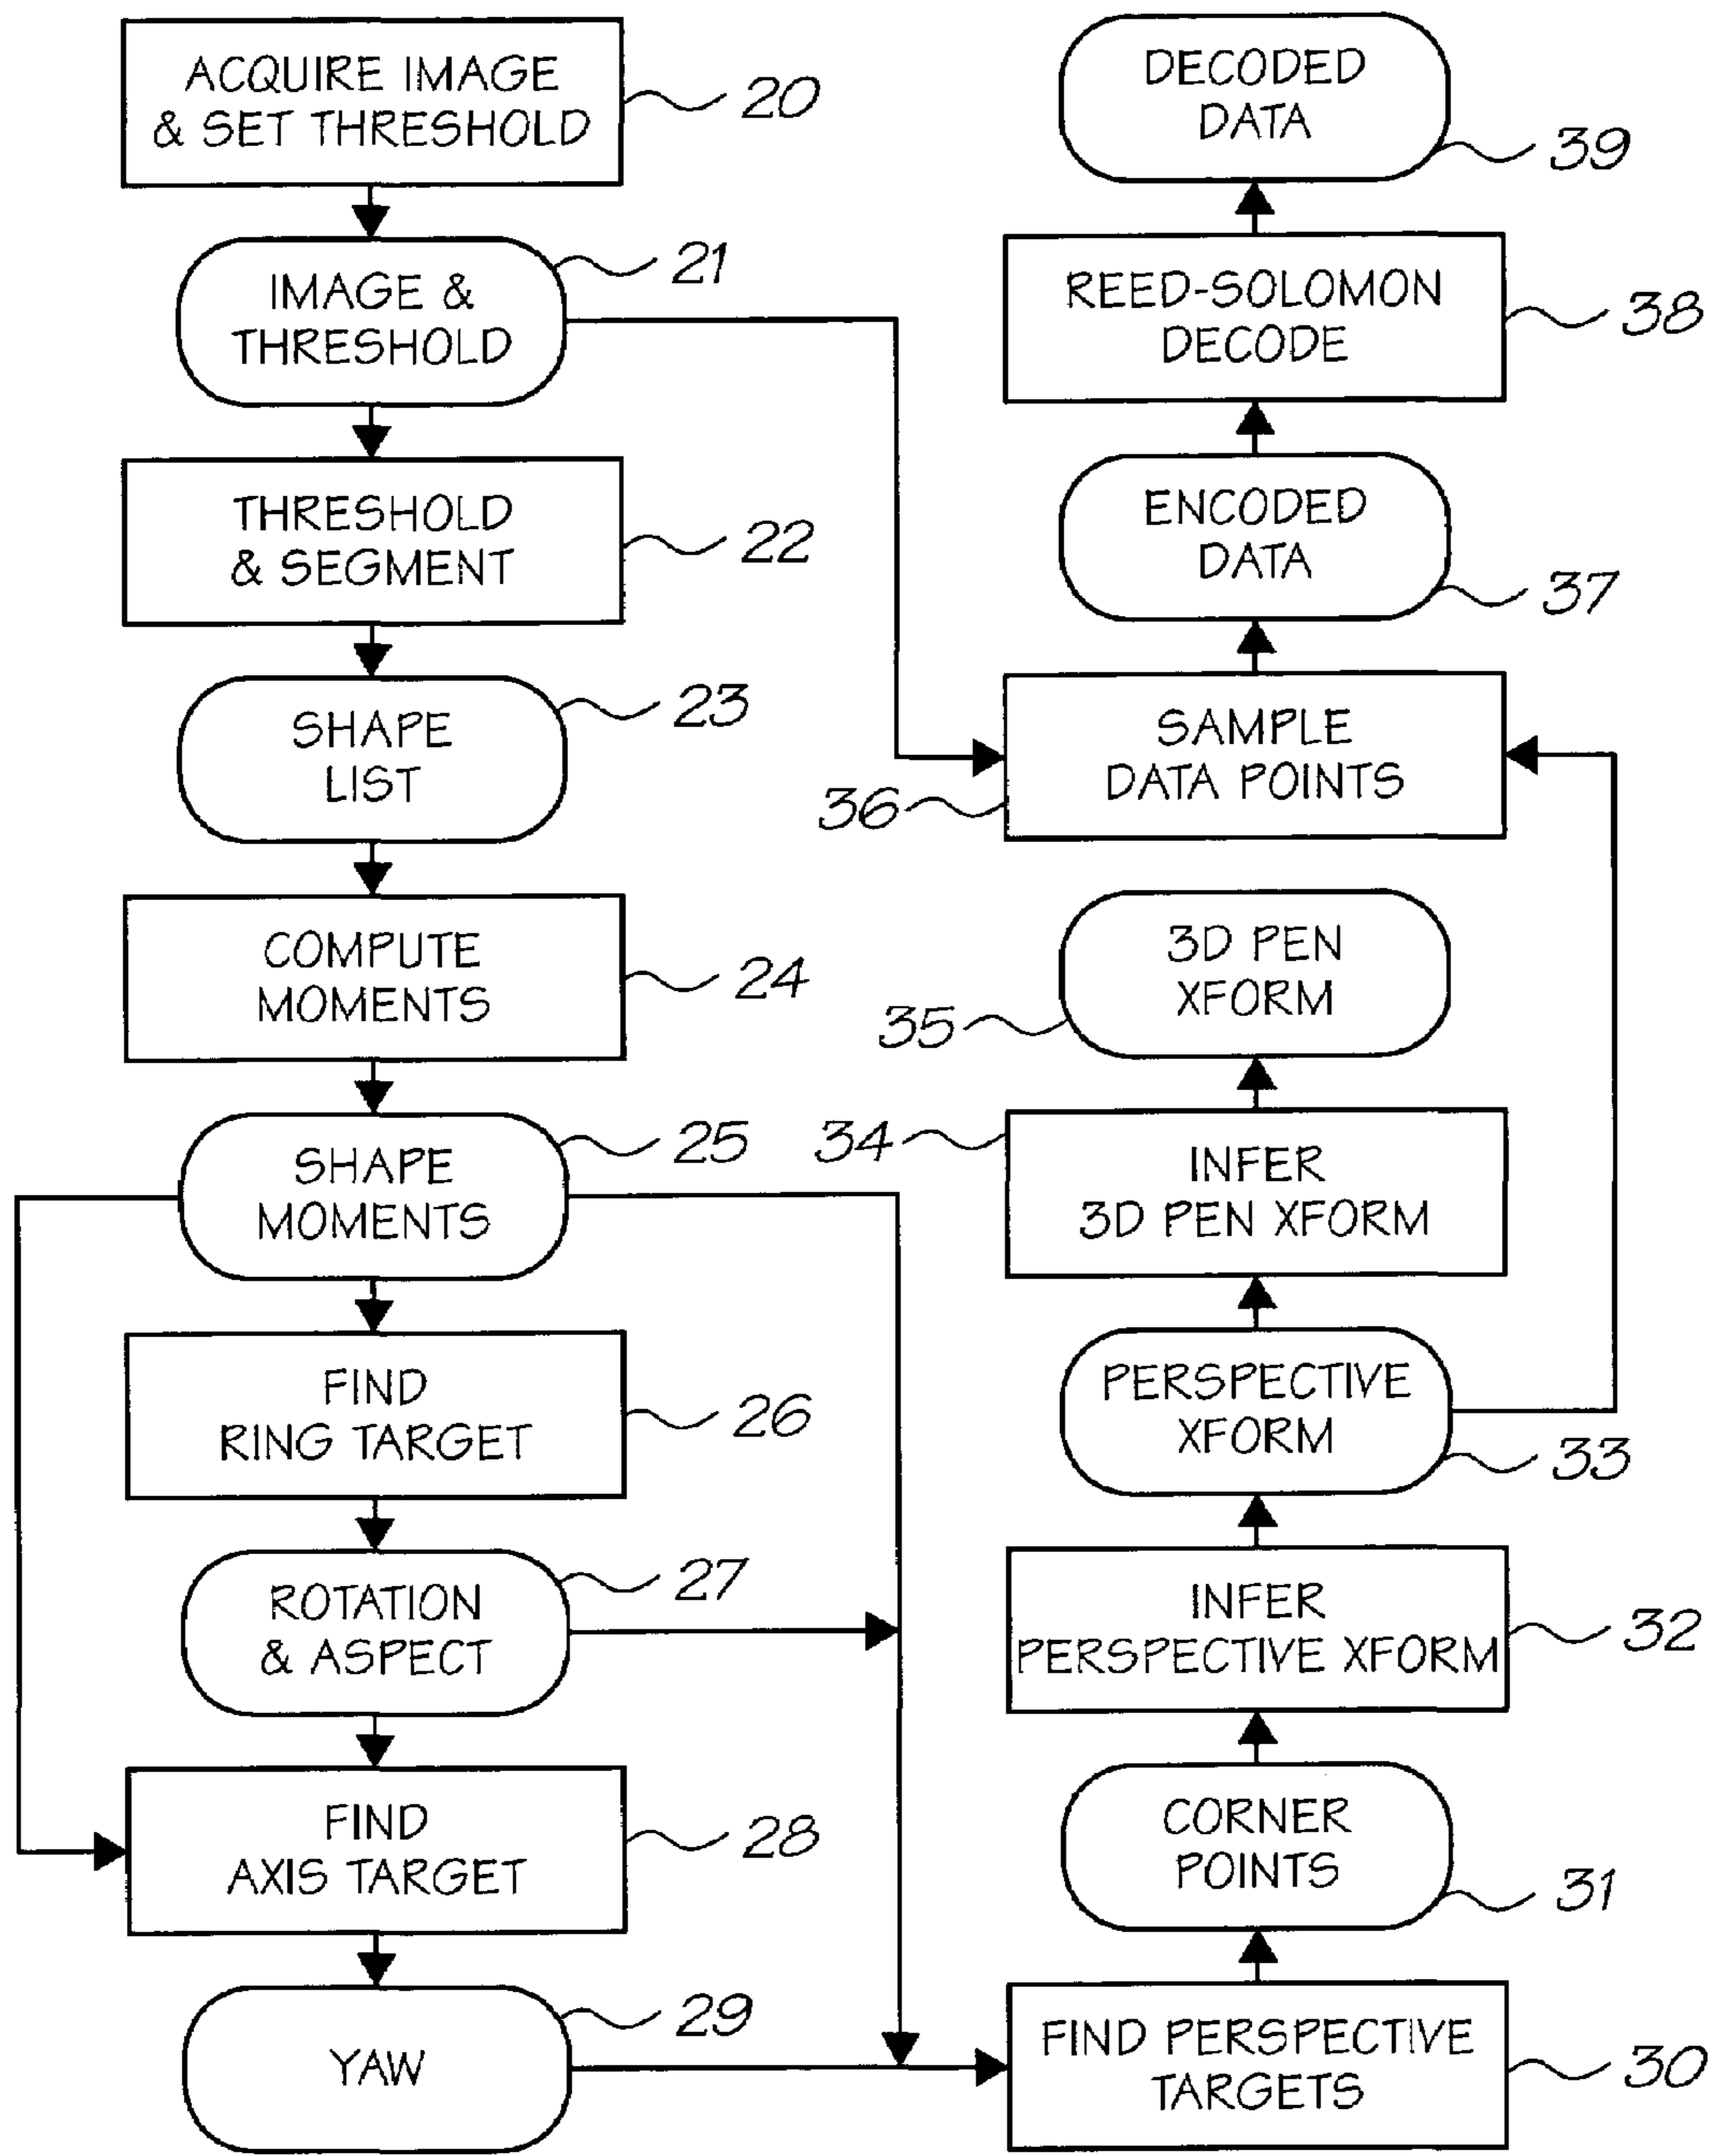 ACQUIRE IMAGE
& SET THRESHOLD
20
IMAGE &
THRESHOLD
21
THRESHOLD
& SEGMENT
22
SHAPE
LIST
23
COMPUTE
MOMENTS
24
SHAPE
MOMENTS
25
FIND
RING TARGET
26
ROTATION
& ASPECT
27
FIND
AXIS TARGET
28
YAW
29
DECODED
DATA
39
REED-SOLOMON
DECODE
38
ENCODED
DATA
37
SAMPLE
DATA POINTS
36
3D PEN
XFORM
35
INFER
3D PEN XFORM
34
PERSPECTIVE
XFORM
33
INFER
PERSPECTIVE XFORM
32
CORNER
POINTS
31
FIND PERSPECTIVE
TARGETS
30